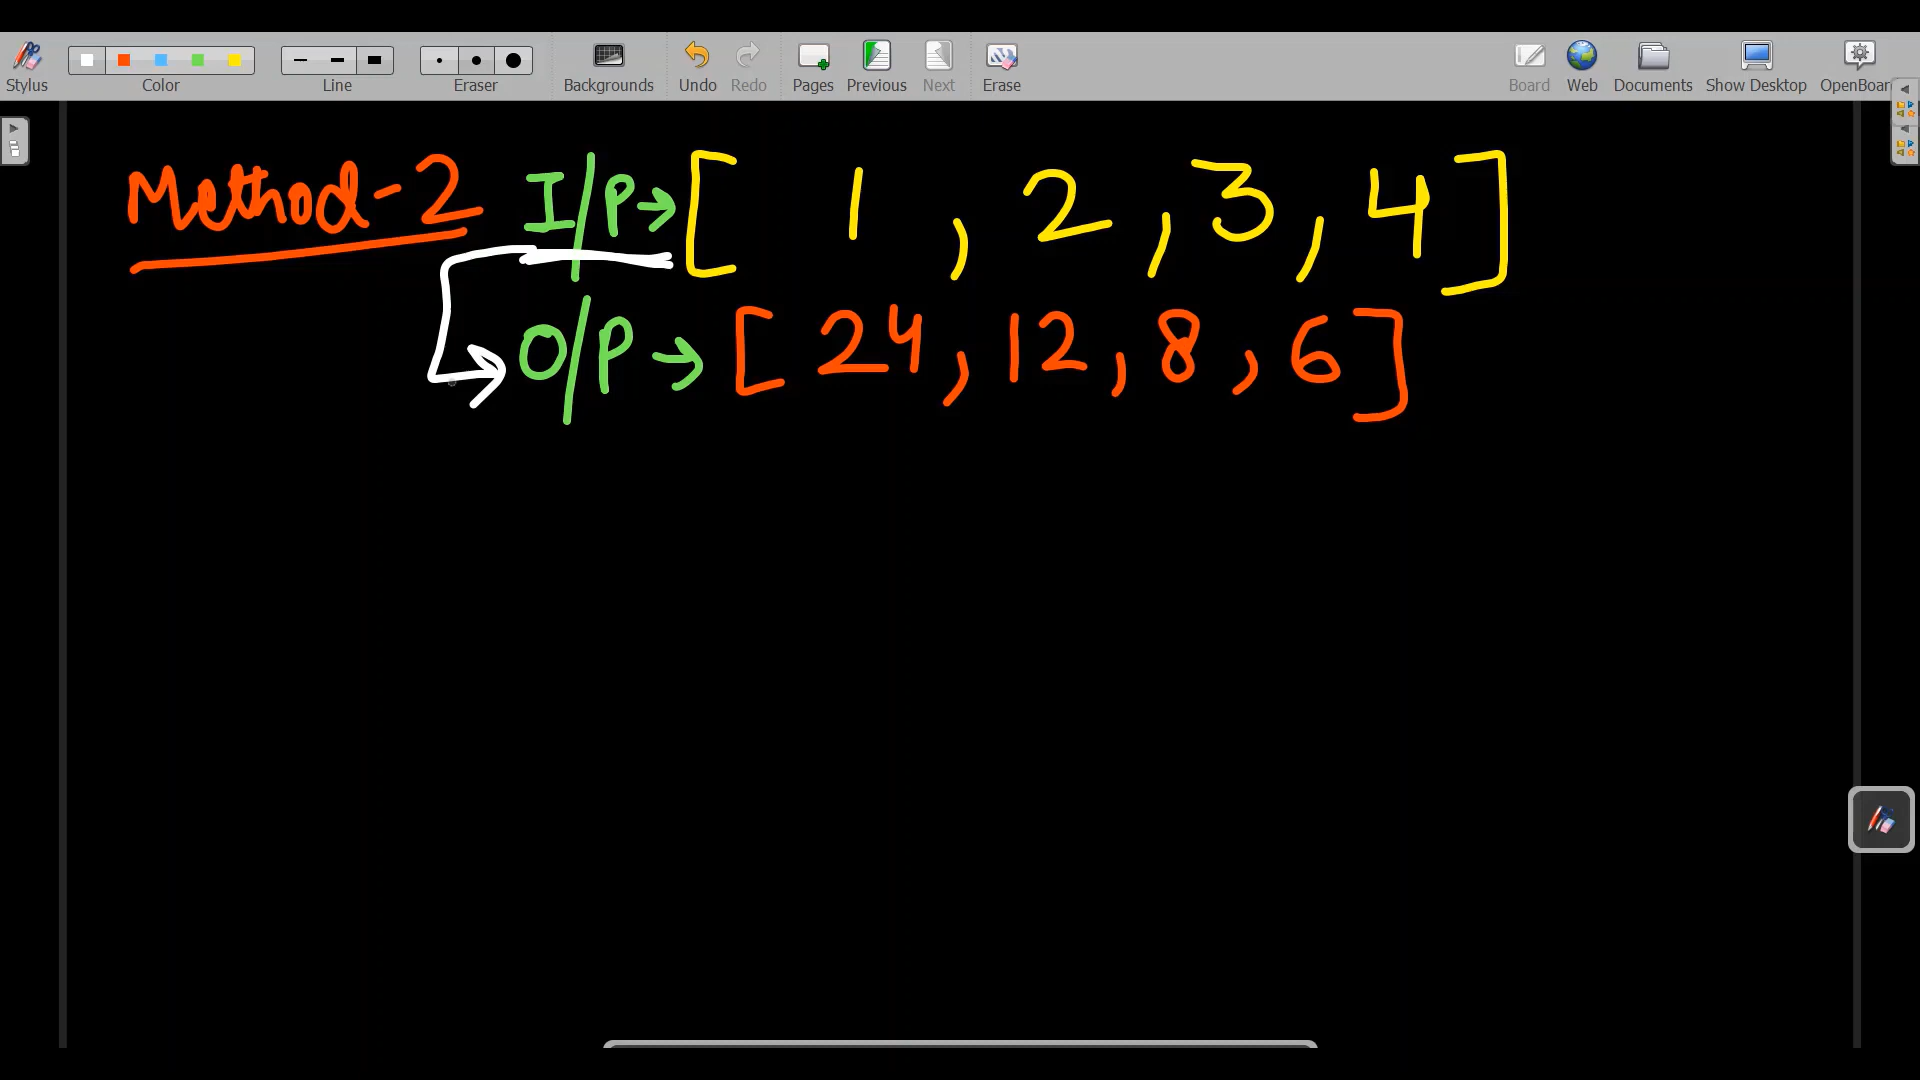 Stylus Color Line Eraser Backgrounds Undo Redo Pages Previous Next Erase Board Web Documents Show Desktop OpenBoar
Method-2 I/P→ [ 1 , 2 , 3 , 4 ]
O/P → [ 24 , 12 , 8 , 6 ]